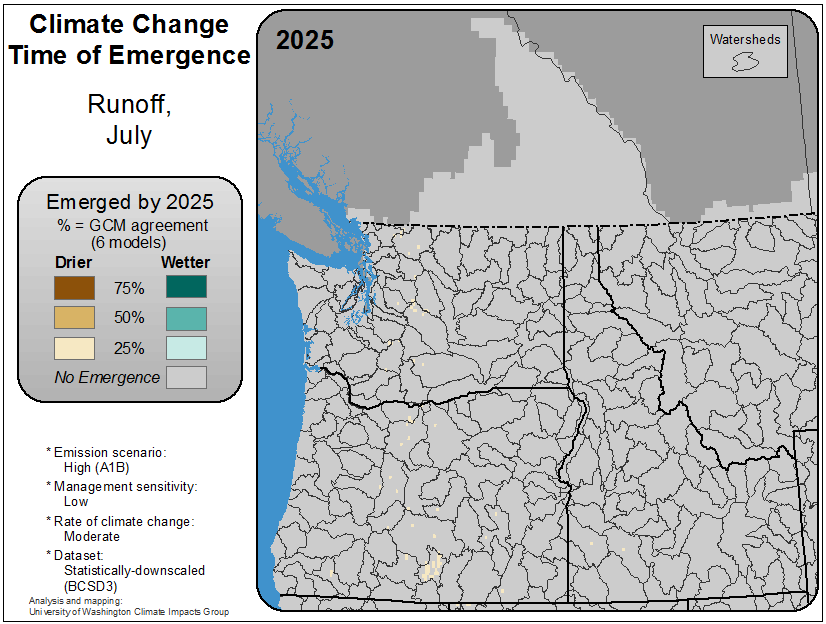 Climate Change
Time of Emergence
Runoff,
July
Emerged by 2025
% = GCM agreement
(6 models)
Drier Wetter
75%
50%
25%
No Emergence
* Emission scenario:
High (A1B)
* Management sensitivity:
Low
* Rate of climate change:
Moderate
* Dataset:
Statistically-downscaled
(BCSD3)
Analysis and mapping:
University of Washington Climate Impacts Group
2025
Watersheds